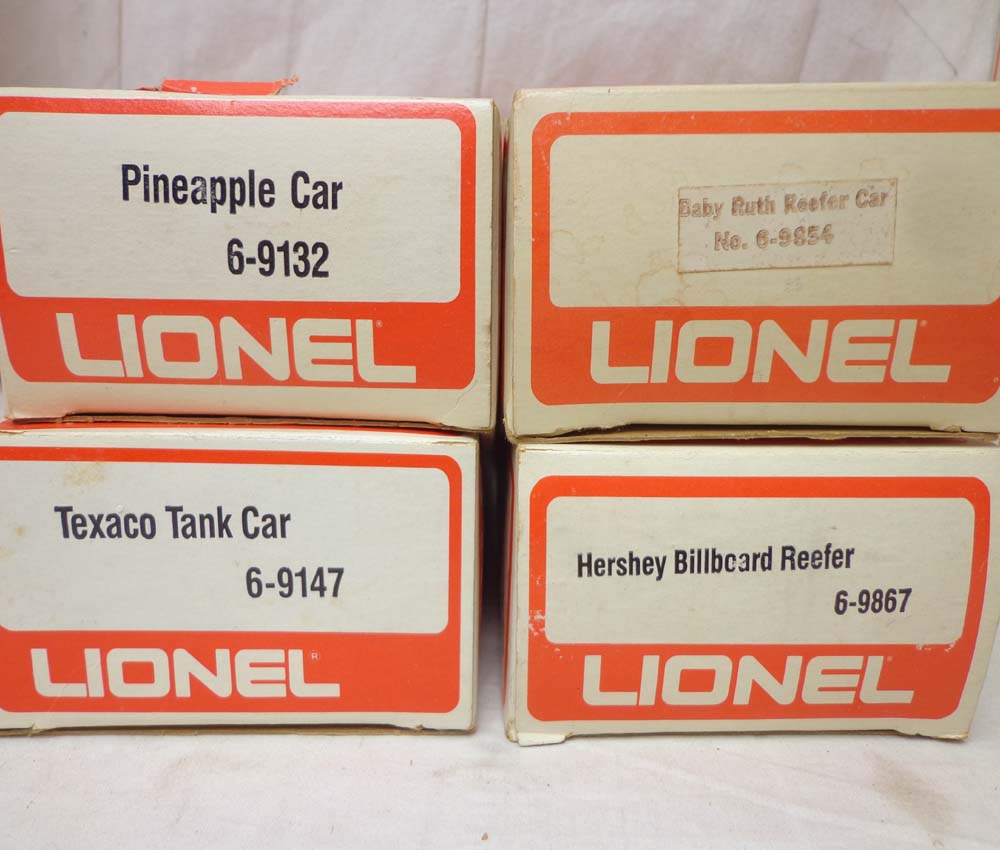 Pineapple Car
6-9132
LIONEL®
Baby Ruth Reefer Car
No. 6-9854
LIONEL®
Texaco Tank Car
6-9147
LIONEL®
Hershey Billboard Reefer
6-9867
LIONEL®